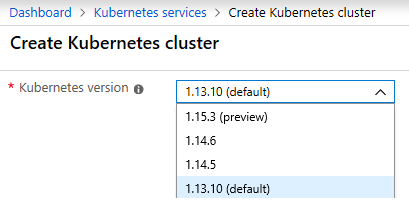 Dashboard > Kubernetes services > Create Kubernetes cluster
Create Kubernetes cluster
* Kubernetes version
1.13.10 (default)
1.15.3 (preview)
1.14.6
1.14.5
1.13.10 (default)